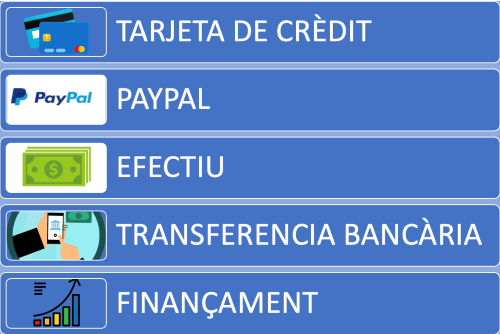 TARJETA DE CRÈDIT
PayPal PAYPAL
$ EFECTIU
TRANSFERENCIA BANCÀRIA
FINANÇAMENT